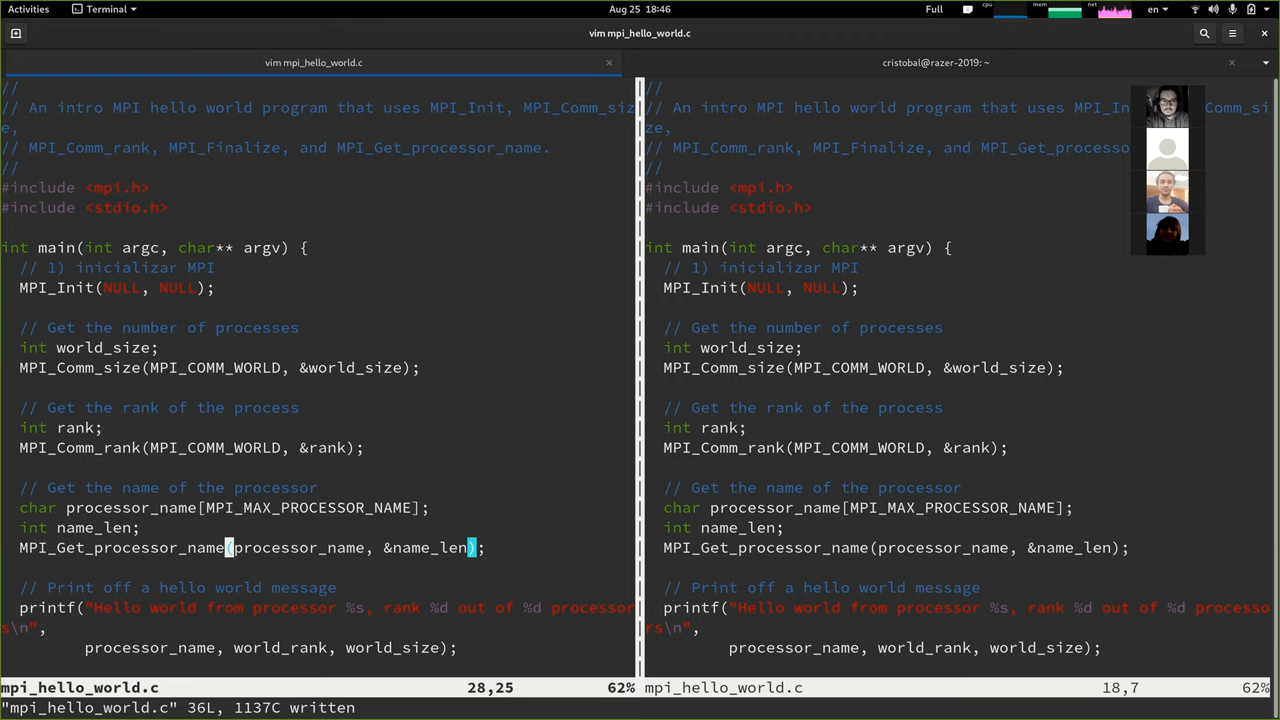 Activities Terminal Aug 25 18:46 Full cpu mem net en
vim mpi_hello_world.c
vim mpi_hello_world.c × cristobal@razer-2019: ~ ×
//
// An intro MPI hello world program that uses MPI_Init, MPI_Comm_siz
e,
// MPI_Comm_rank, MPI_Finalize, and MPI_Get_processor_name.
//
#include <mpi.h>
#include <stdio.h>
int main(int argc, char** argv) {
// 1) inicializar MPI
MPI_Init(NULL, NULL);
// Get the number of processes
int world_size;
MPI_Comm_size(MPI_COMM_WORLD, &world_size);
// Get the rank of the process
int rank;
MPI_Comm_rank(MPI_COMM_WORLD, &rank);
// Get the name of the processor
char processor_name[MPI_MAX_PROCESSOR_NAME];
int name_len;
MPI_Get_processor_name(processor_name, &name_len);
// Print off a hello world message
printf("Hello world from processor %s, rank %d out of %d processor
s\n",
processor_name, world_rank, world_size);
mpi_hello_world.c 28,25 62%
"mpi_hello_world.c" 36L, 1137C written
//
// An intro MPI hello world program that uses MPI_In Comm_si
ze,
// MPI_Comm_rank, MPI_Finalize, and MPI_Get_processo
//
#include <mpi.h>
#include <stdio.h>
int main(int argc, char** argv) {
// 1) inicializar MPI
MPI_Init(NULL, NULL);
// Get the number of processes
int world_size;
MPI_Comm_size(MPI_COMM_WORLD, &world_size);
// Get the rank of the process
int rank;
MPI_Comm_rank(MPI_COMM_WORLD, &rank);
// Get the name of the processor
char processor_name[MPI_MAX_PROCESSOR_NAME];
int name_len;
MPI_Get_processor_name(processor_name, &name_len);
// Print off a hello world message
printf("Hello world from processor %s, rank %d out of %d processo
rs\n",
processor_name, world_rank, world_size);
mpi_hello_world.c 18,7 62%